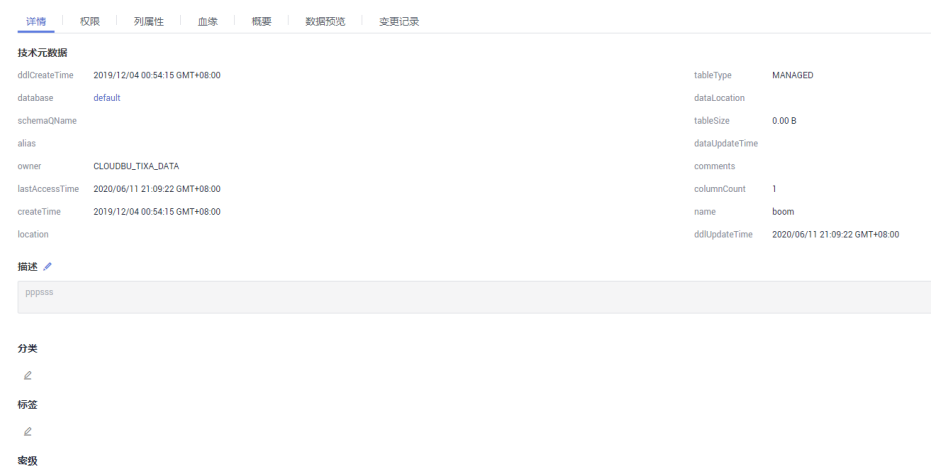 详情 权限 列属性 血缘 概要 数据预览 变更记录
技术元数据
ddlCreateTime 2019/12/04 00:54:15 GMT+08:00 tableType MANAGED
database default dataLocation
schemaQName tableSize 0.00 B
alias dataUpdateTime
owner CLOUDBU_TIXA_DATA comments
lastAccessTime 2020/06/11 21:09:22 GMT+08:00 columnCount 1
createTime 2019/12/04 00:54:15 GMT+08:00 name boom
location ddlUpdateTime 2020/06/11 21:09:22 GMT+08:00
描述
pppsss
分类
标签
密级